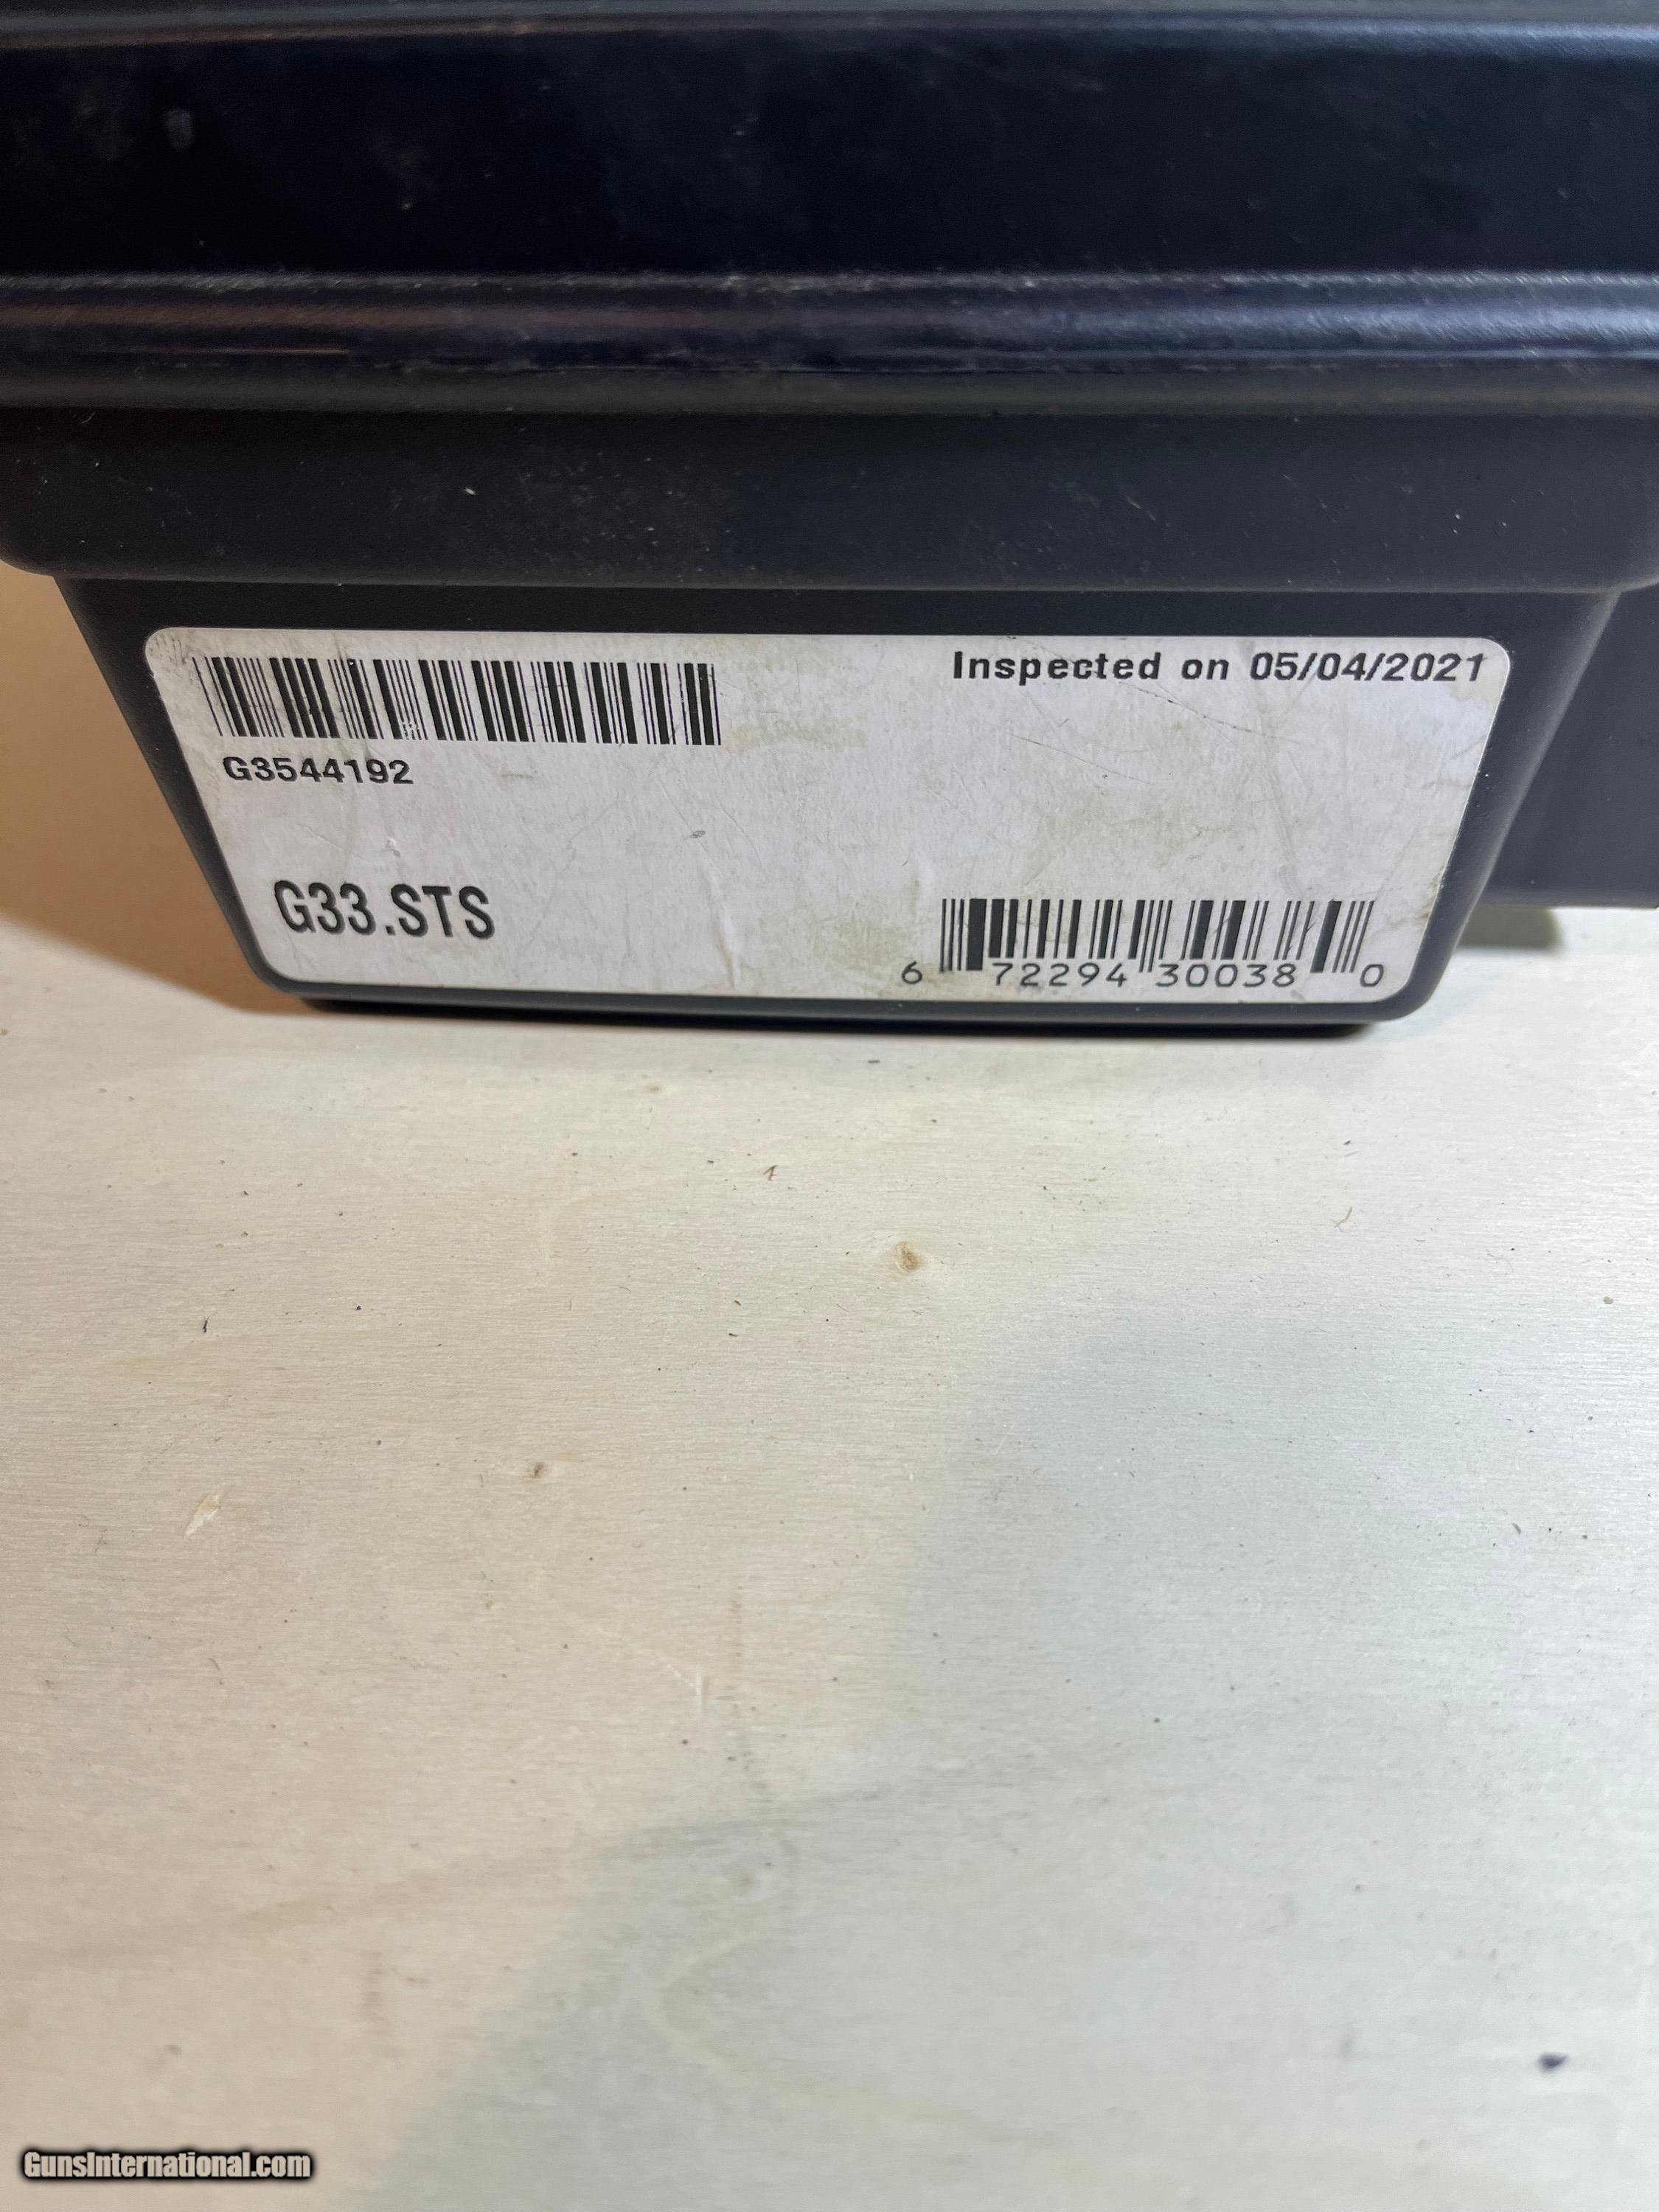 Inspected on 05/04/2021
G3544192
G33.STS
6 72294 30038 0
GunsInternational.com